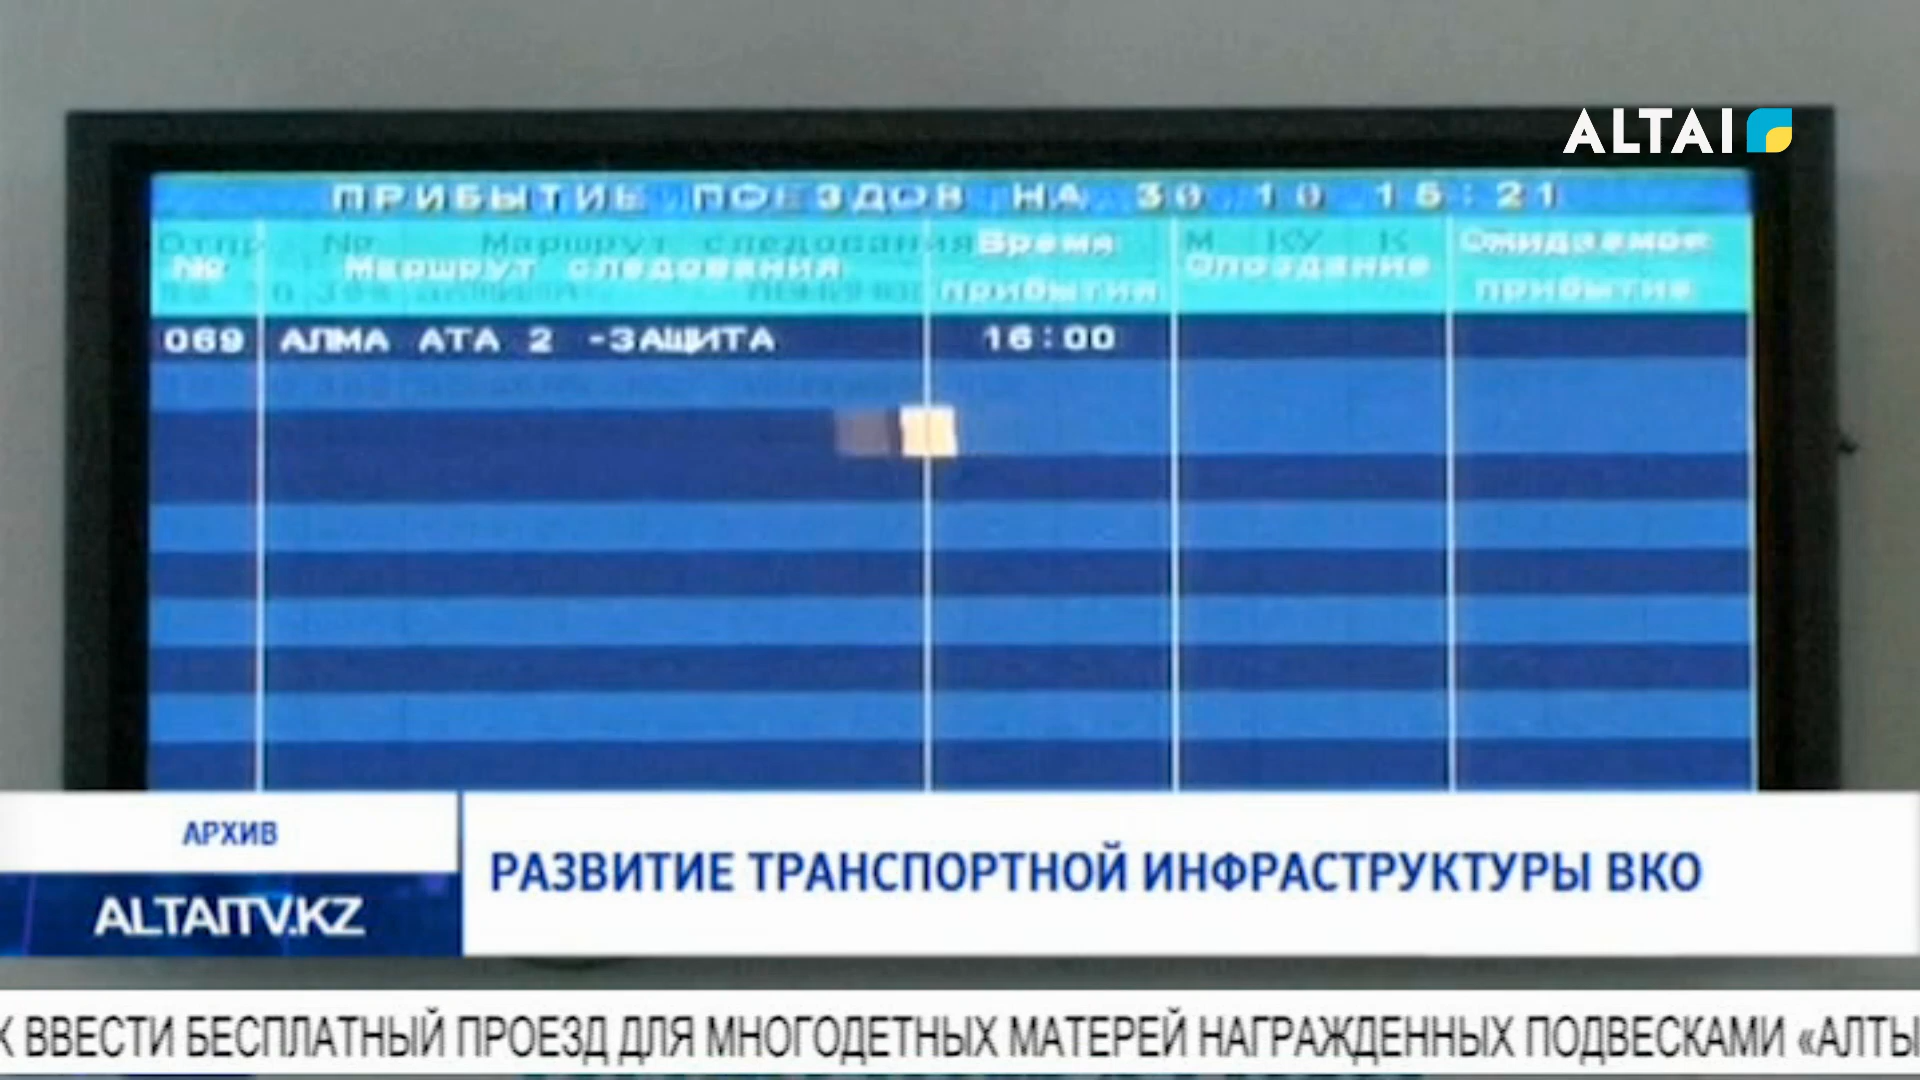 ALTAI
ПРИБЫТИЕ ПОЕЗДОВ НА 30 10 15:21
№ Маршрут следования Время прибытия Опоздание Ожидаемое прибытие
069 АЛМА АТА 2 -ЗАЩИТА 16:00
АРХИВ
РАЗВИТИЕ ТРАНСПОРТНОЙ ИНФРАСТРУКТУРЫ ВКО
ALTAITV.KZ
Х ВВЕСТИ БЕСПЛАТНЫЙ ПРОЕЗД ДЛЯ МНОГОДЕТНЫХ МАТЕРЕЙ НАГРАЖДЕННЫХ ПОДВЕСКАМИ «АЛТЫ